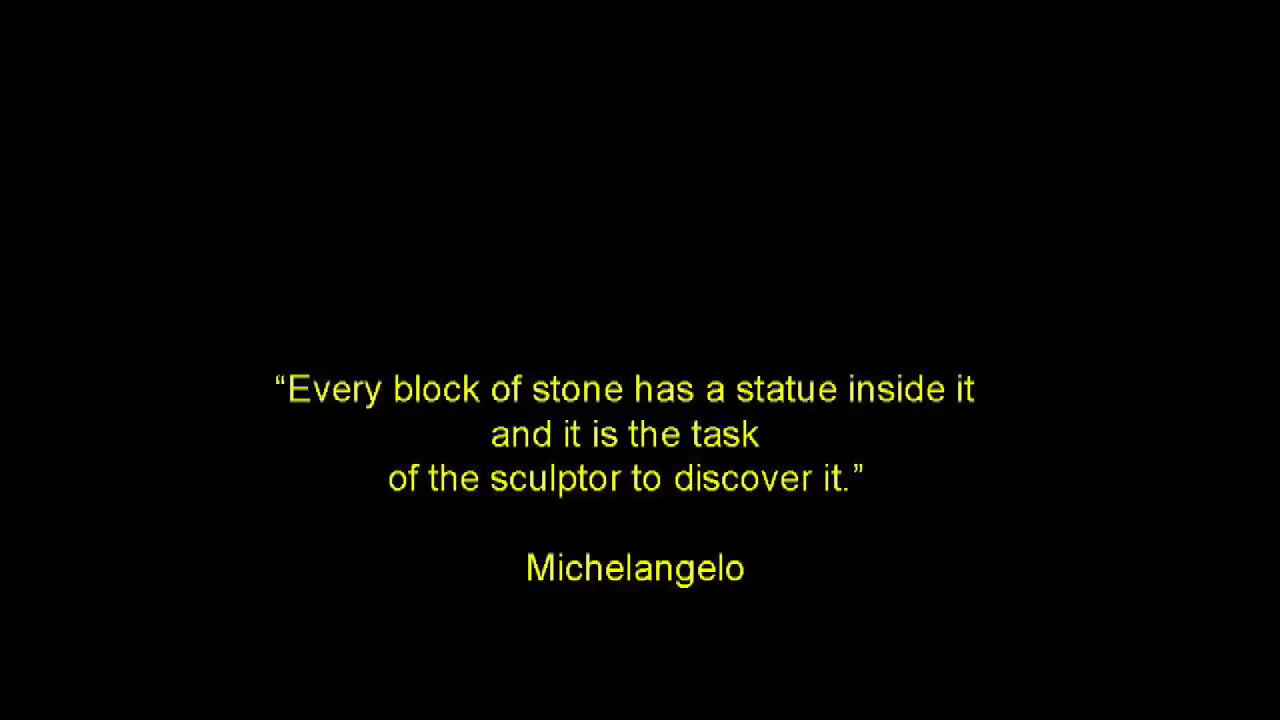 “Every block of stone has a statue inside it
and it is the task
of the sculptor to discover it.”
Michelangelo